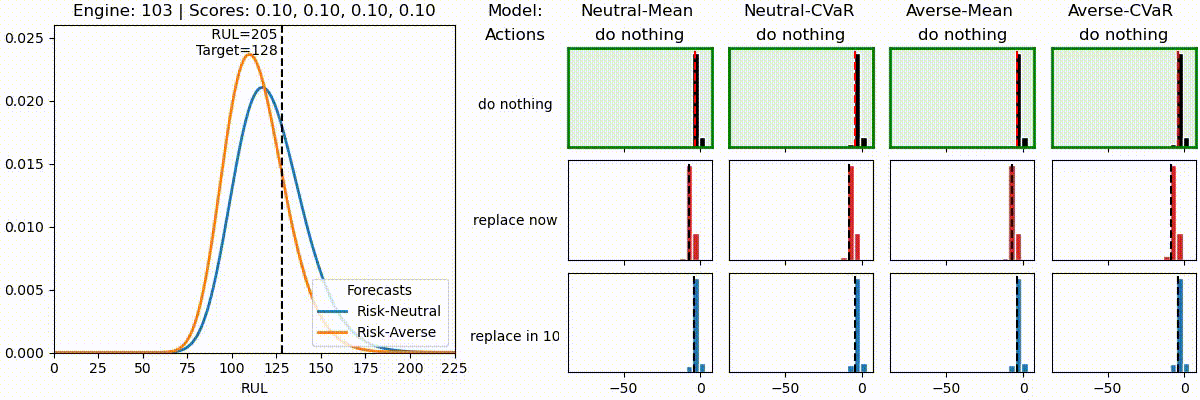 Engine: 103 | Scores: 0.10, 0.10, 0.10, 0.10
RUL=205
Target=128
0.025
0.020
0.015
0.010
0.005
0.000
Forecasts
Risk-Neutral
Risk-Averse
0 25 50 75 100 125 150 175 200 225
RUL
Model: Neutral-Mean Neutral-CVaR Averse-Mean Averse-CVaR
Actions do nothing do nothing do nothing do nothing
do nothing
replace now
replace in 10
−50 0 −50 0 −50 0 −50 0